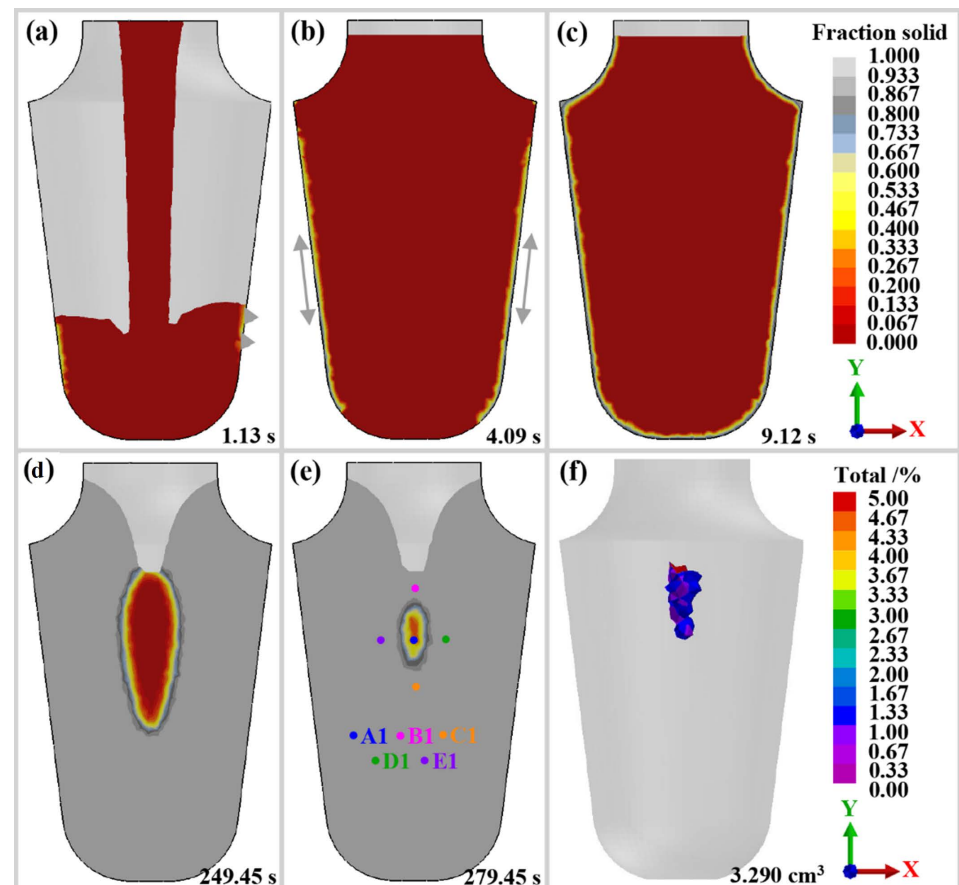 (a)
(b)
(c)
Fraction solid
1.000
0.933
0.867
0.800
0.733
0.667
0.600
0.533
0.467
0.400
0.333
0.267
0.200
0.133
0.067
0.000
Y
X
1.13 s
4.09 s
9.12 s
(d)
(e)
(f)
Total /%
5.00
4.67
4.33
4.00
3.67
3.33
3.00
2.67
2.33
2.00
1.67
1.33
0.67
0.33
0.00
A1 B1 C1
D1 E1
Y
X
249.45 s
279.45 s
3.290 cm³